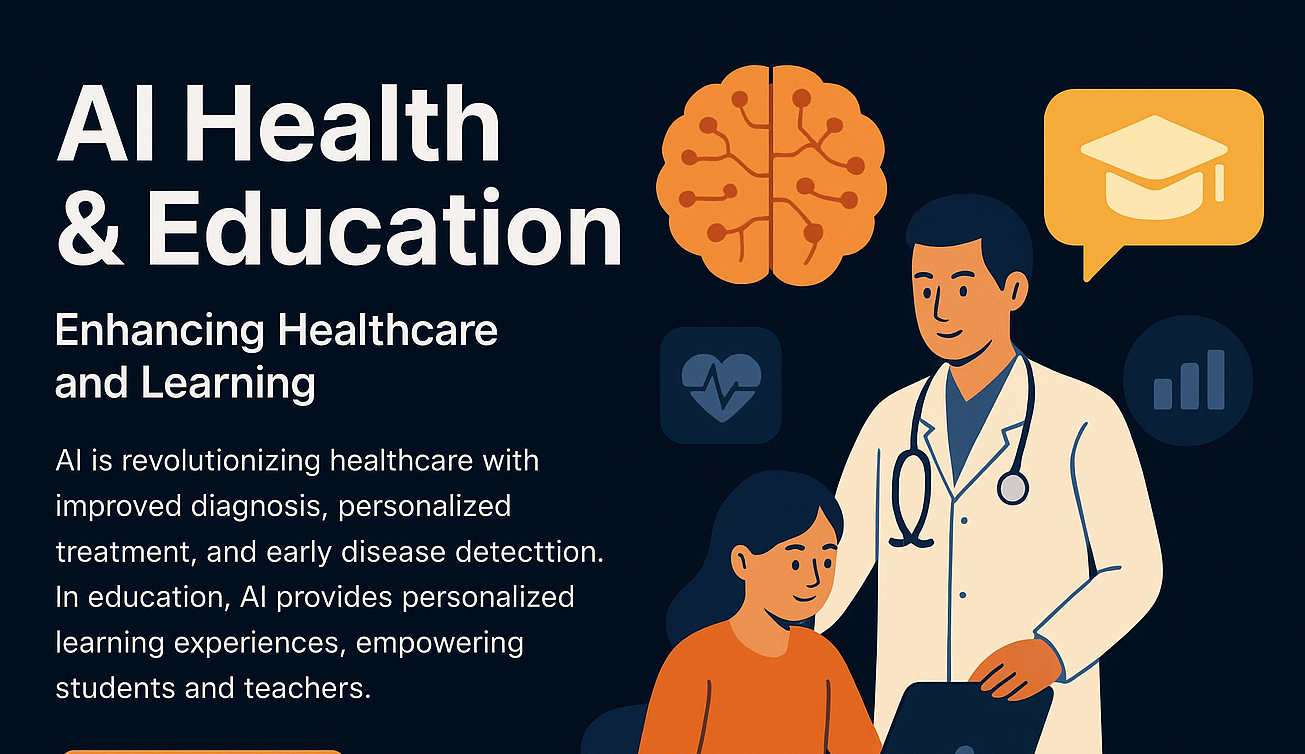 AI Health
& Education
Enhancing Healthcare
and Learning
AI is revolutionizing healthcare with
improved diagnosis, personalized
treatment, and early disease detecttion.
In education, AI provides personalized
learning experiences, empowering
students and teachers.